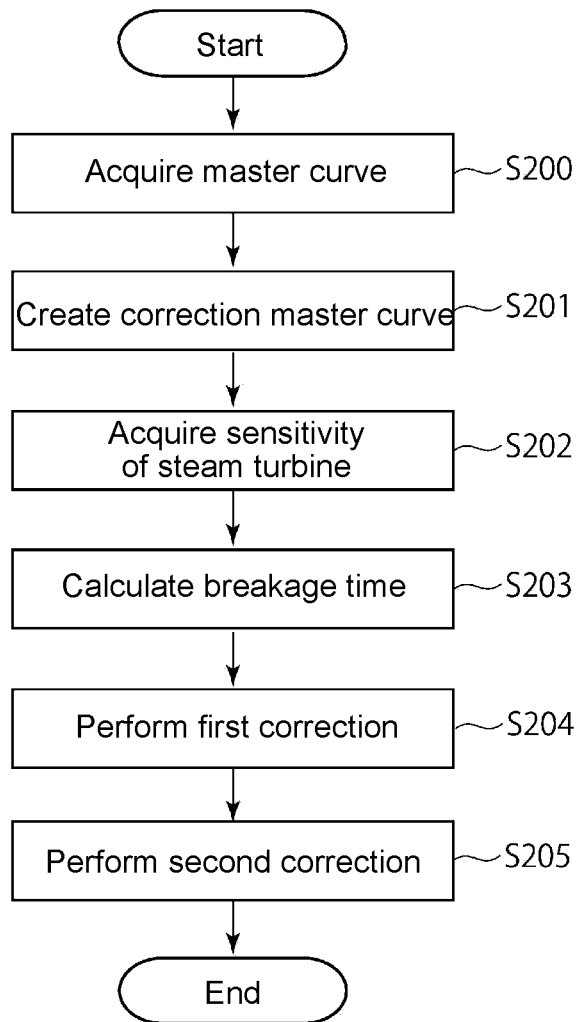 Start
Acquire master curve
S200
Create correction master curve
S201
Acquire sensitivity
of steam turbine
S202
Calculate breakage time
S203
Perform first correction
S204
Perform second correction
S205
End